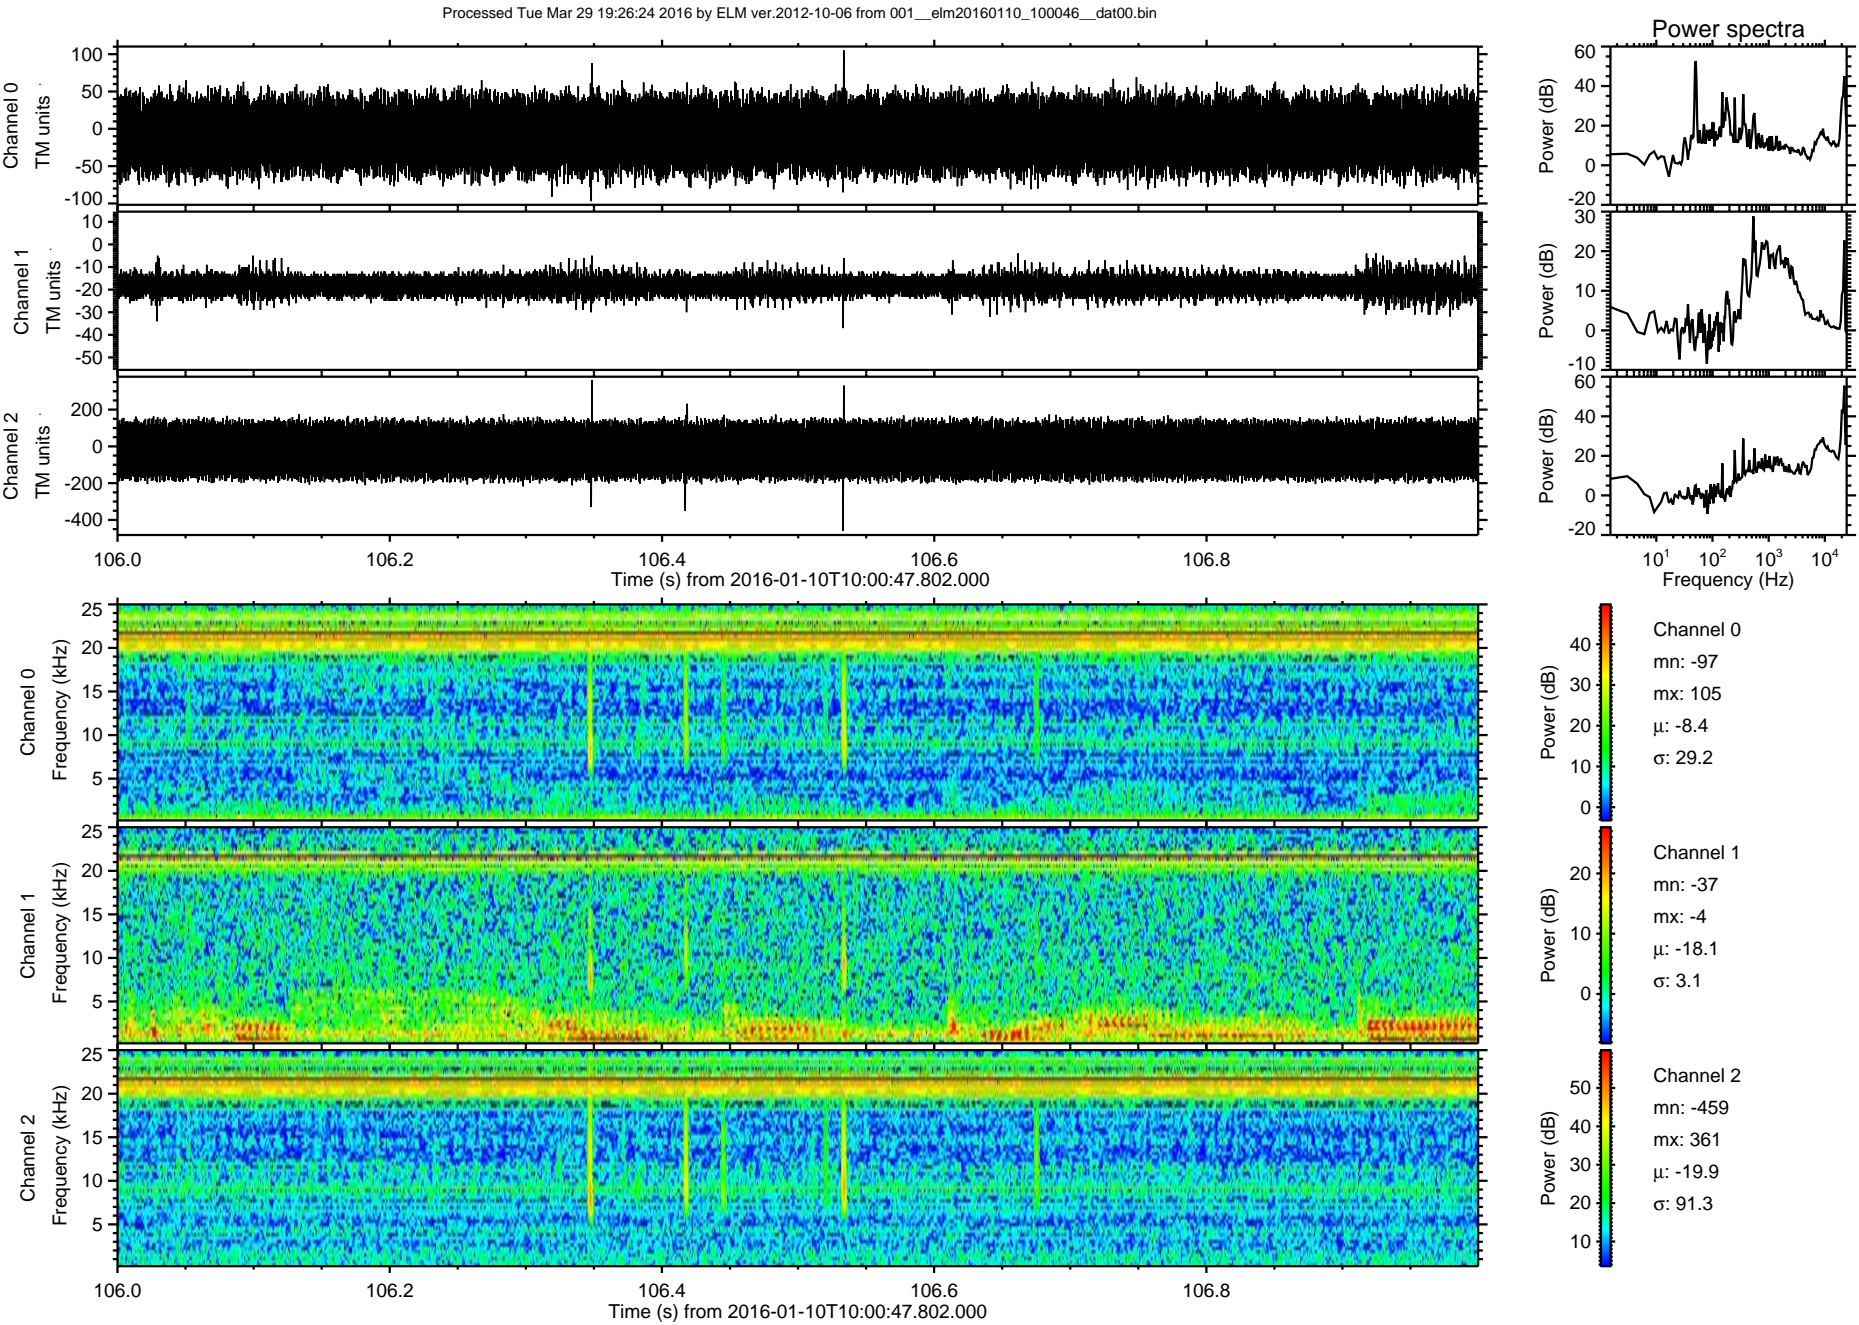 Processed Tue Mar 29 19:26:24 2016 by ELM ver.2012-10-06 from 001__elm20160110_100046__dat00.bin
Power spectra
Channel 0
TM units
100
50
0
-50
-100
Power (dB)
60
40
20
0
-20
Channel 1
TM units
10
0
-10
-20
-30
-40
-50
Power (dB)
30
20
10
0
-10
Channel 2
TM units
200
0
-200
-400
Power (dB)
60
40
20
0
-20
106.0 106.2 106.4 106.6 106.8
Time (s) from 2016-01-10T10:00:47.802.000
10¹ 10² 10³ 10⁴
Frequency (Hz)
Channel 0
Frequency (kHz)
25
20
15
10
5
Power (dB)
40
30
20
10
0
Channel 0
mn: -97
mx: 105
μ: -8.4
σ: 29.2
Channel 1
Frequency (kHz)
25
20
15
10
5
Power (dB)
20
10
0
Channel 1
mn: -37
mx: -4
μ: -18.1
σ: 3.1
Channel 2
Frequency (kHz)
25
20
15
10
5
Power (dB)
50
40
30
20
10
Channel 2
mn: -459
mx: 361
μ: -19.9
σ: 91.3
106.0 106.2 106.4 106.6 106.8
Time (s) from 2016-01-10T10:00:47.802.000